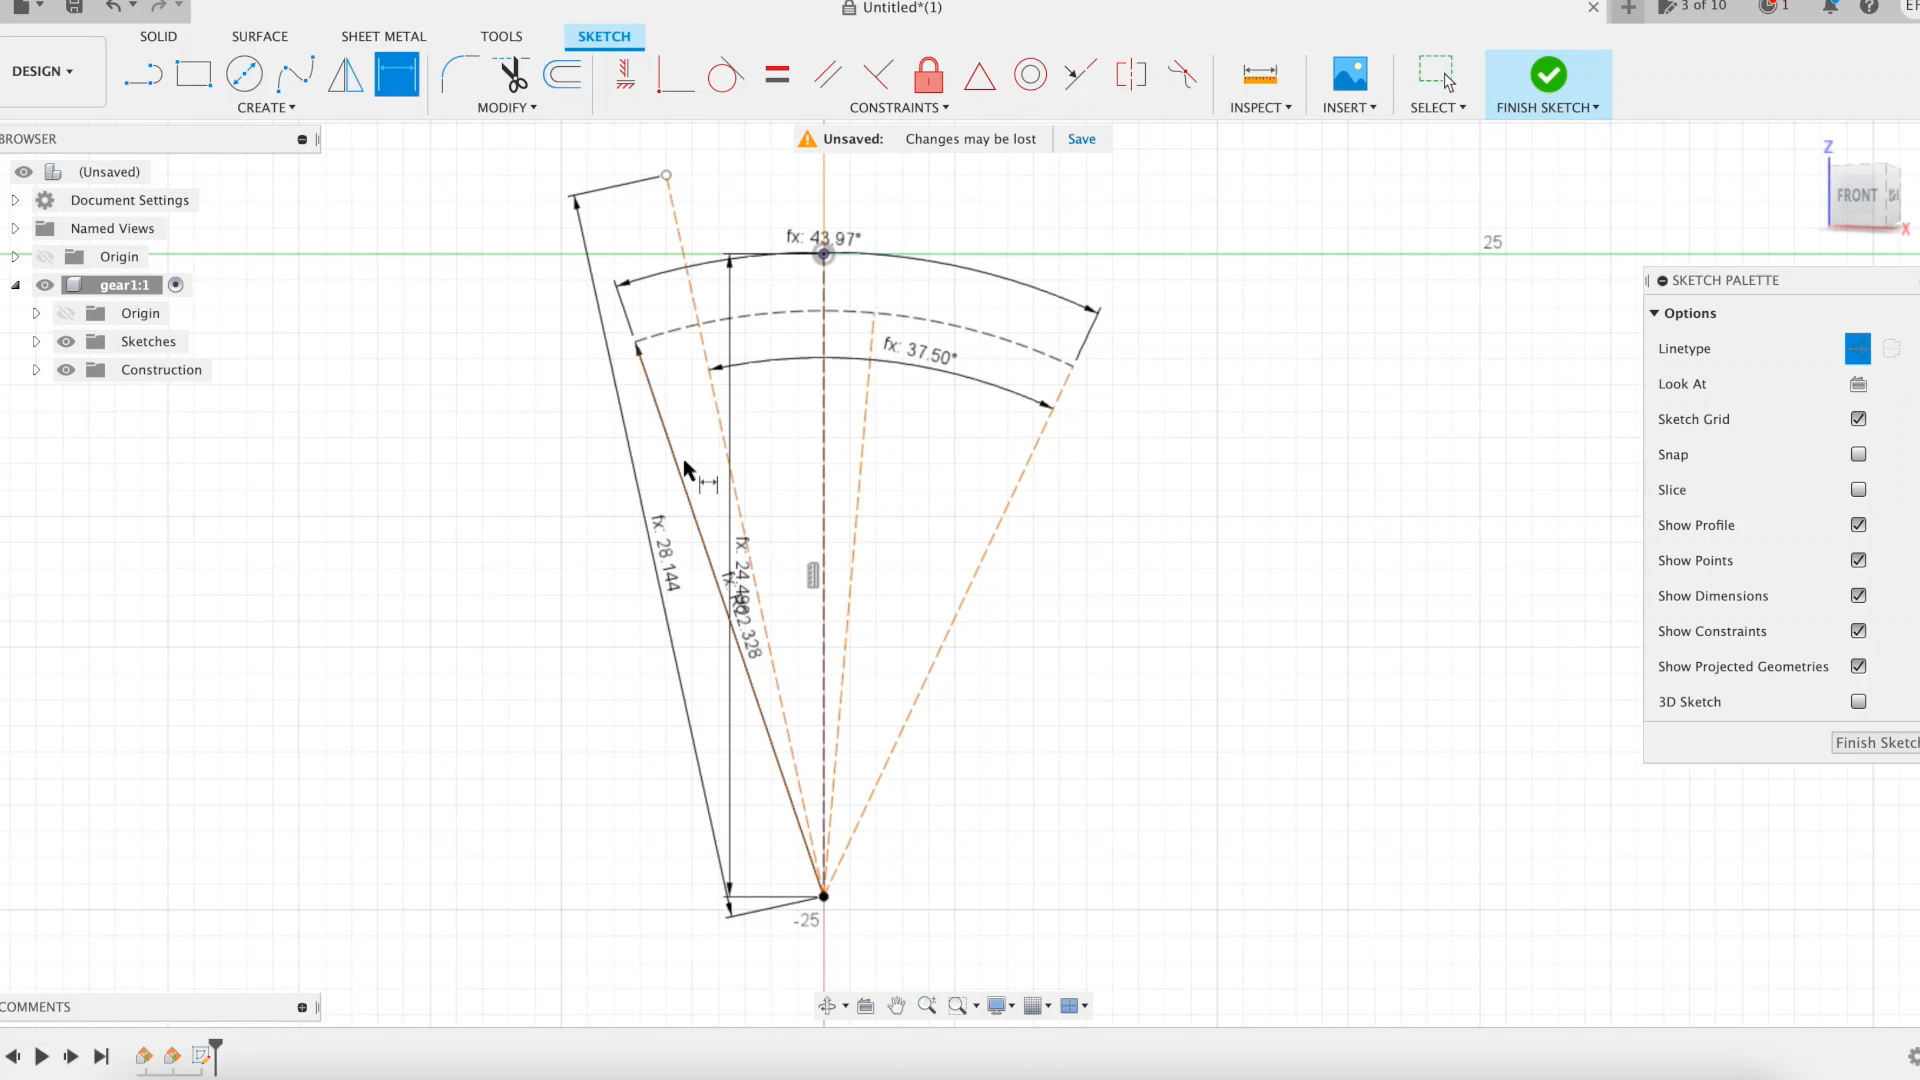 Untitled*(1)
3 of 10
1
SOLID
SURFACE
SHEET METAL
TOOLS
SKETCH
DESIGN
CREATE
MODIFY
CONSTRAINTS
INSPECT
INSERT
SELECT
FINISH SKETCH
BROWSER
Unsaved: Changes may be lost Save
(Unsaved)
Document Settings
Named Views
Origin
gear1:1
Origin
Sketches
Construction
Z
FRONT
X
fx: 43.97°
25
fx: 37.50°
fx: 28.144
-25
SKETCH PALETTE
Options
Linetype
Look At
Sketch Grid
Snap
Slice
Show Profile
Show Points
Show Dimensions
Show Constraints
Show Projected Geometries
3D Sketch
Finish Sketch
COMMENTS